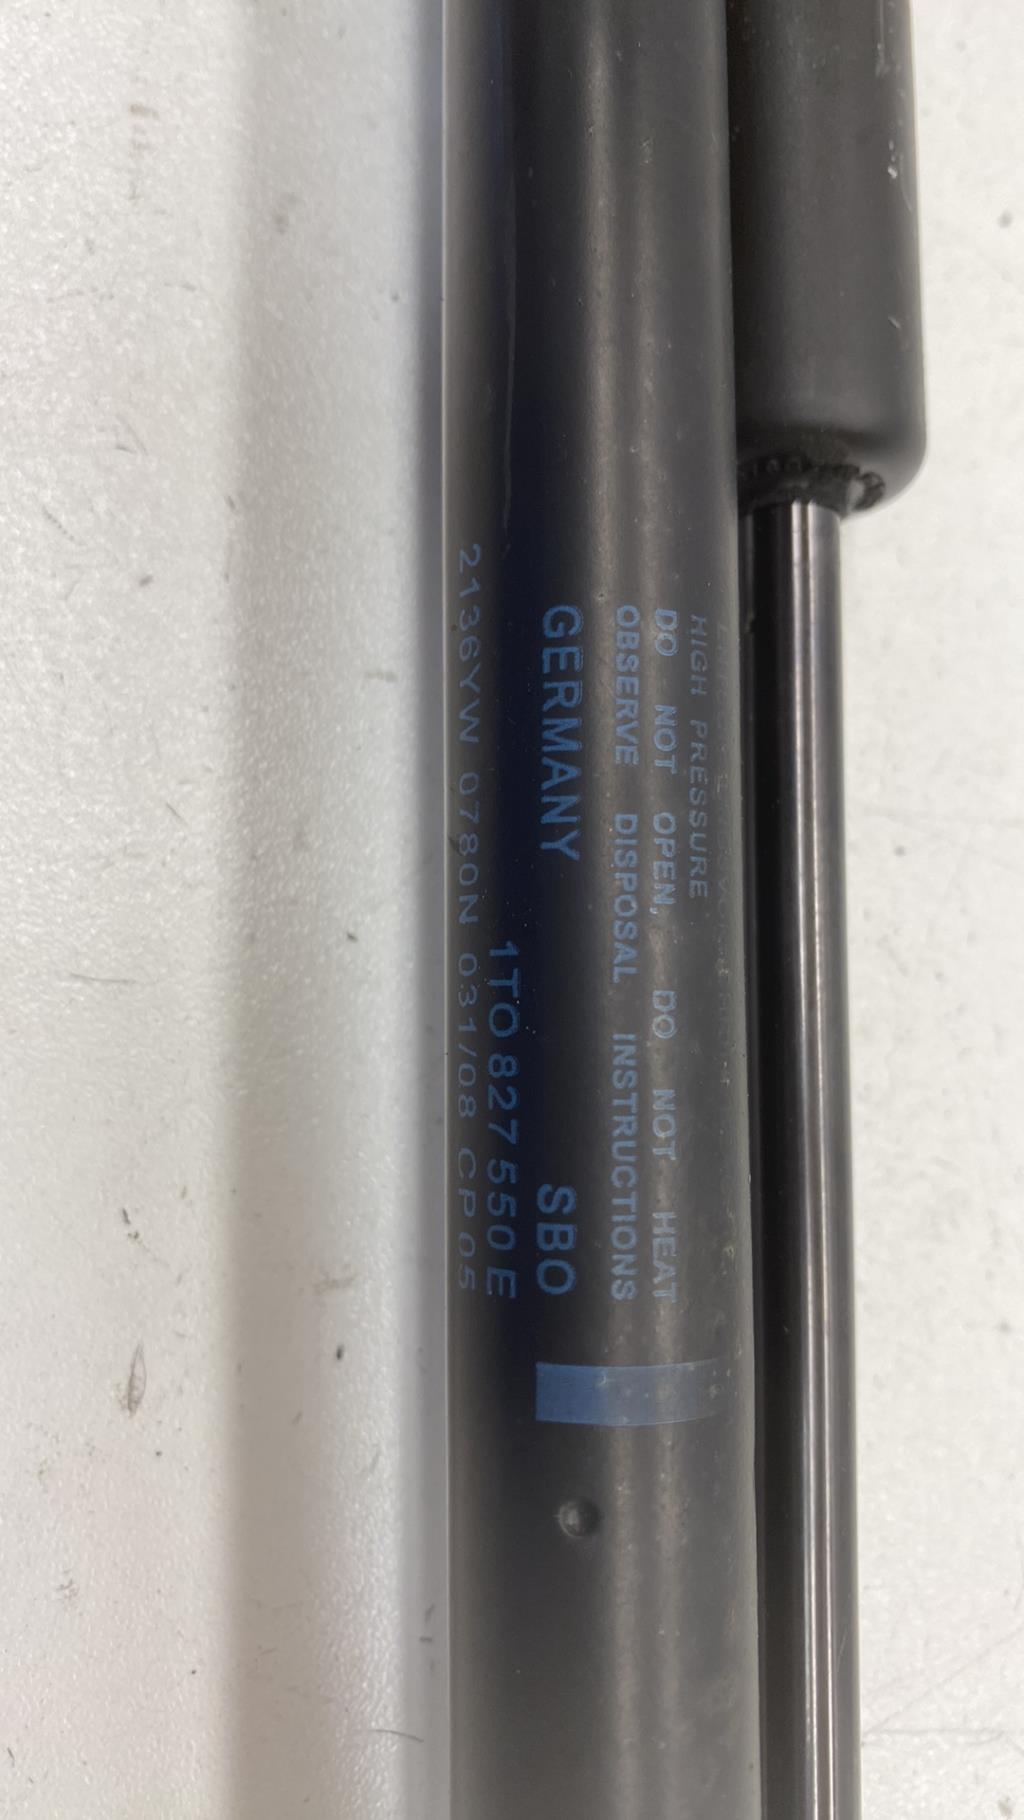 HIGH PRESSURE
DO NOT OPEN, DO NOT HEAT
OBSERVE DISPOSAL INSTRUCTIONS
GERMANY SBO
1T0 827 550 E
2136YW 0780N 031/08 CP05